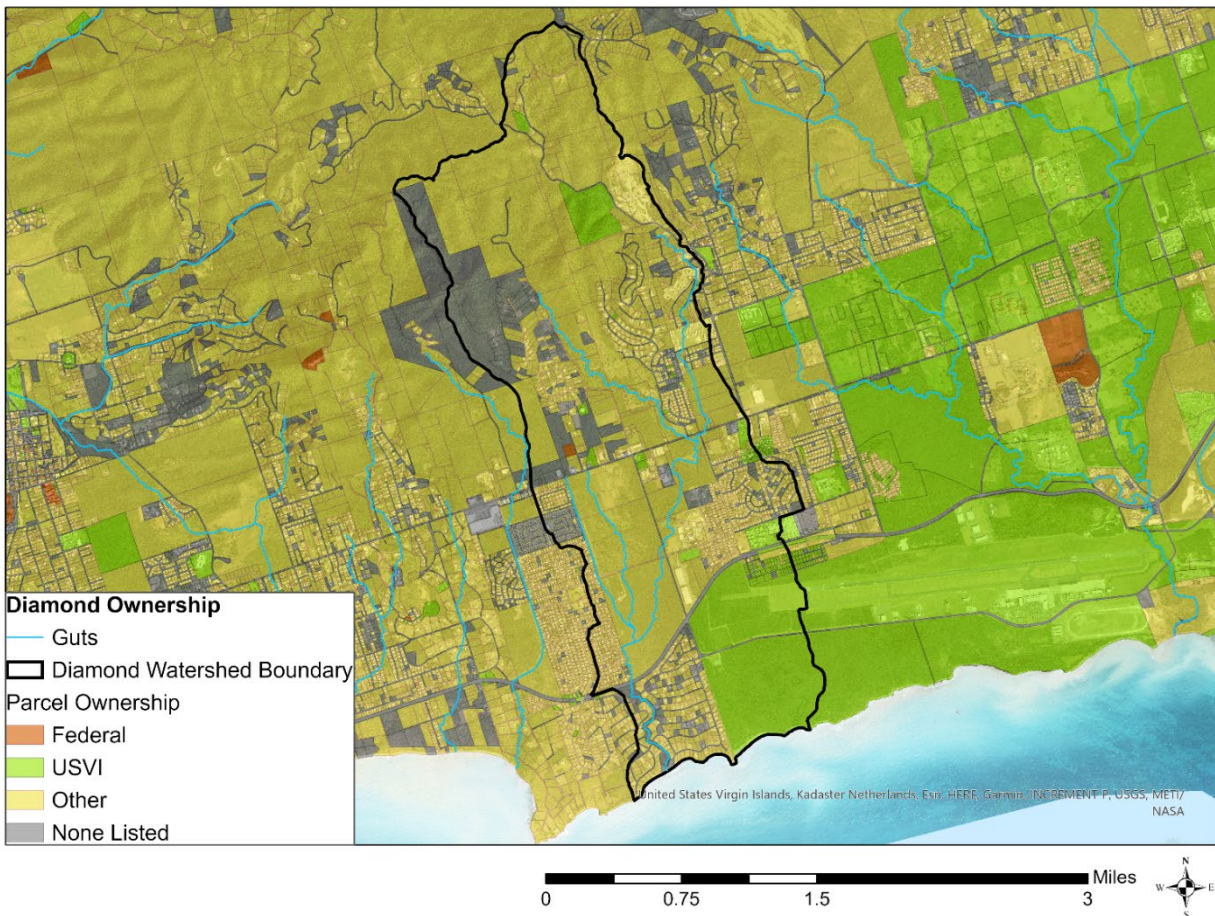 Diamond Ownership
Guts
Diamond Watershed Boundary
Parcel Ownership
Federal
USVI
Other
None Listed
United States Virgin Islands, Kadaster Netherlands, Esri, HERE, Garmin, INCREMENT P, USGS, METI/
NASA
0 0.75 1.5 3 Miles
N
W E
S